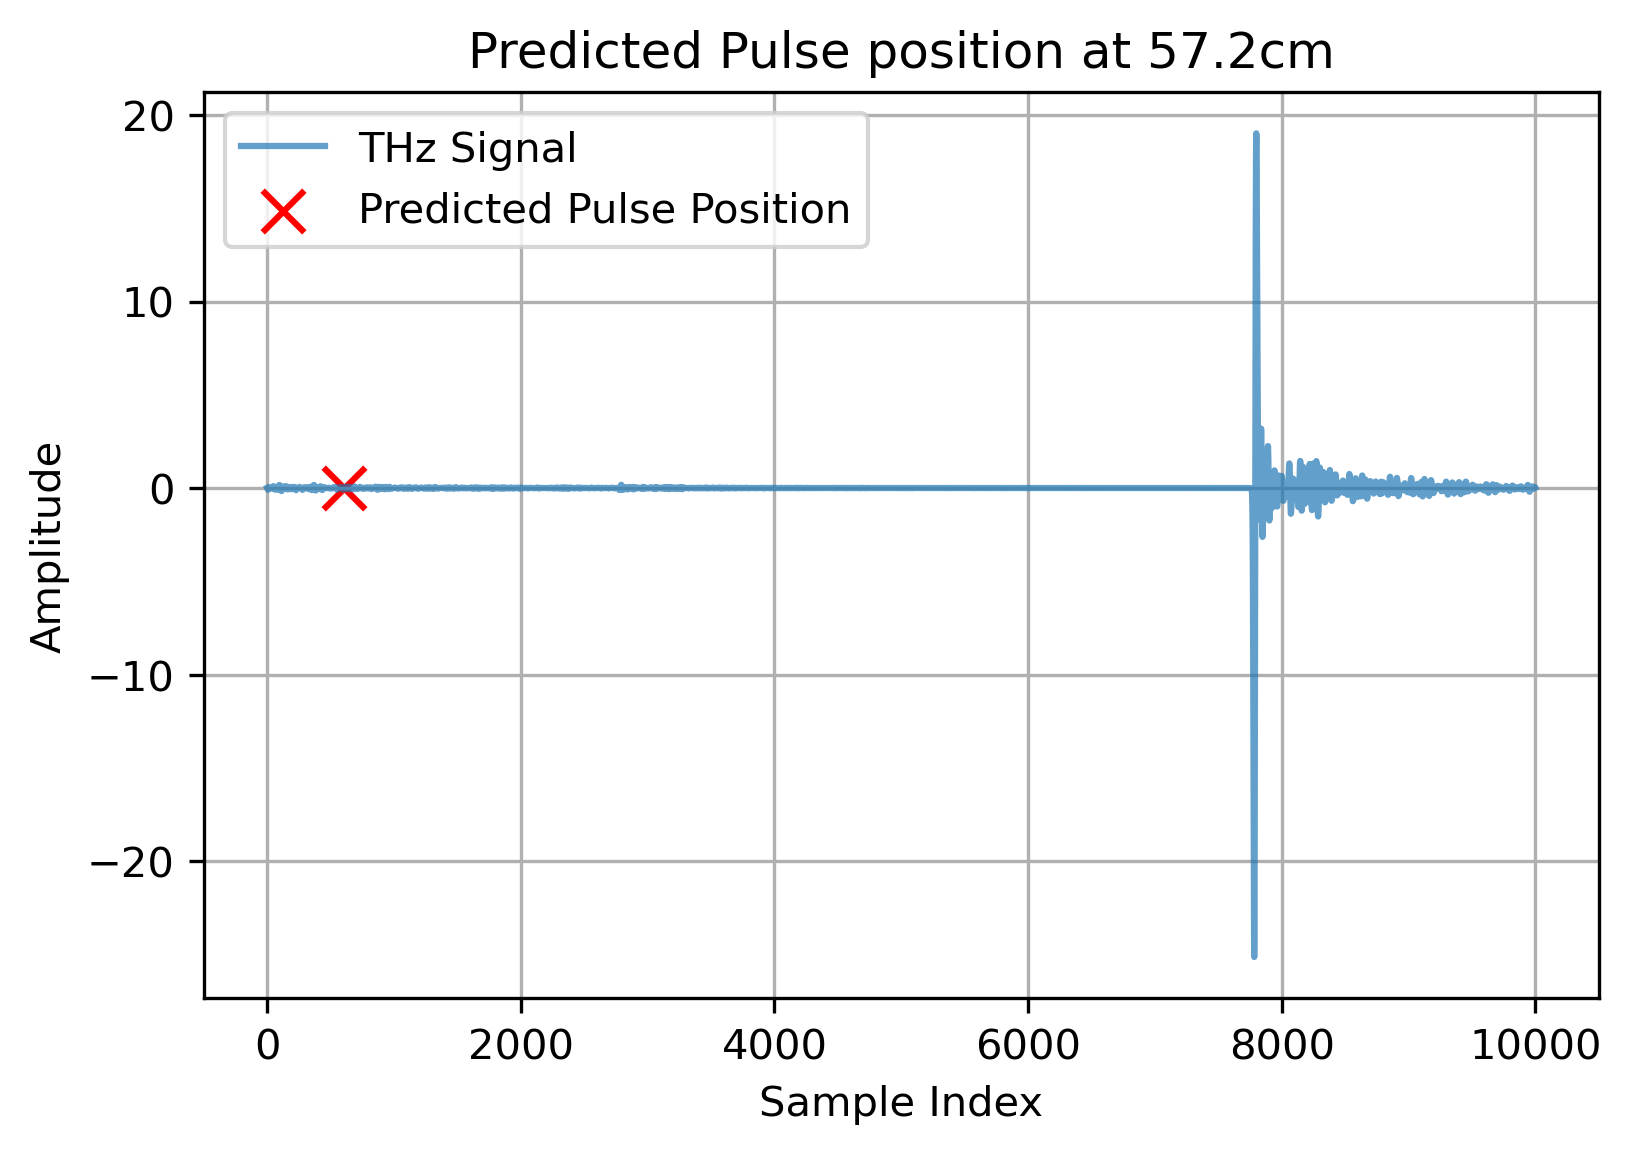 Predicted Pulse position at 57.2cm
THz Signal
Predicted Pulse Position
20
10
0
−10
−20
Amplitude
0 2000 4000 6000 8000 10000
Sample Index